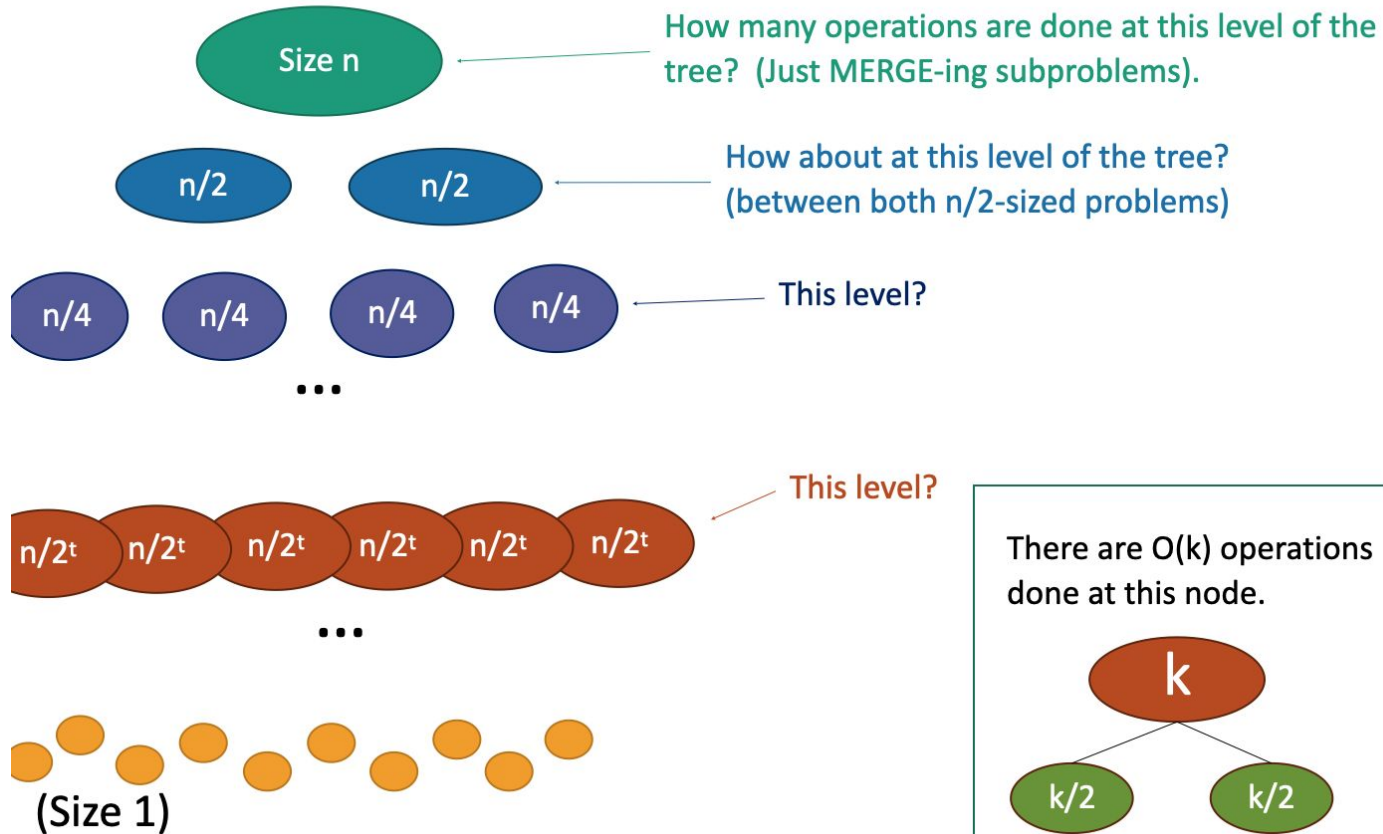 Size n
How many operations are done at this level of the
tree? (Just MERGE-ing subproblems).
n/2
n/2
How about at this level of the tree?
(between both n/2-sized problems)
n/4
n/4
n/4
n/4
This level?
...
This level?
n/2ᵗ
n/2ᵗ
n/2ᵗ
n/2ᵗ
n/2ᵗ
n/2ᵗ
...
(Size 1)
There are O(k) operations
done at this node.
k
k/2
k/2